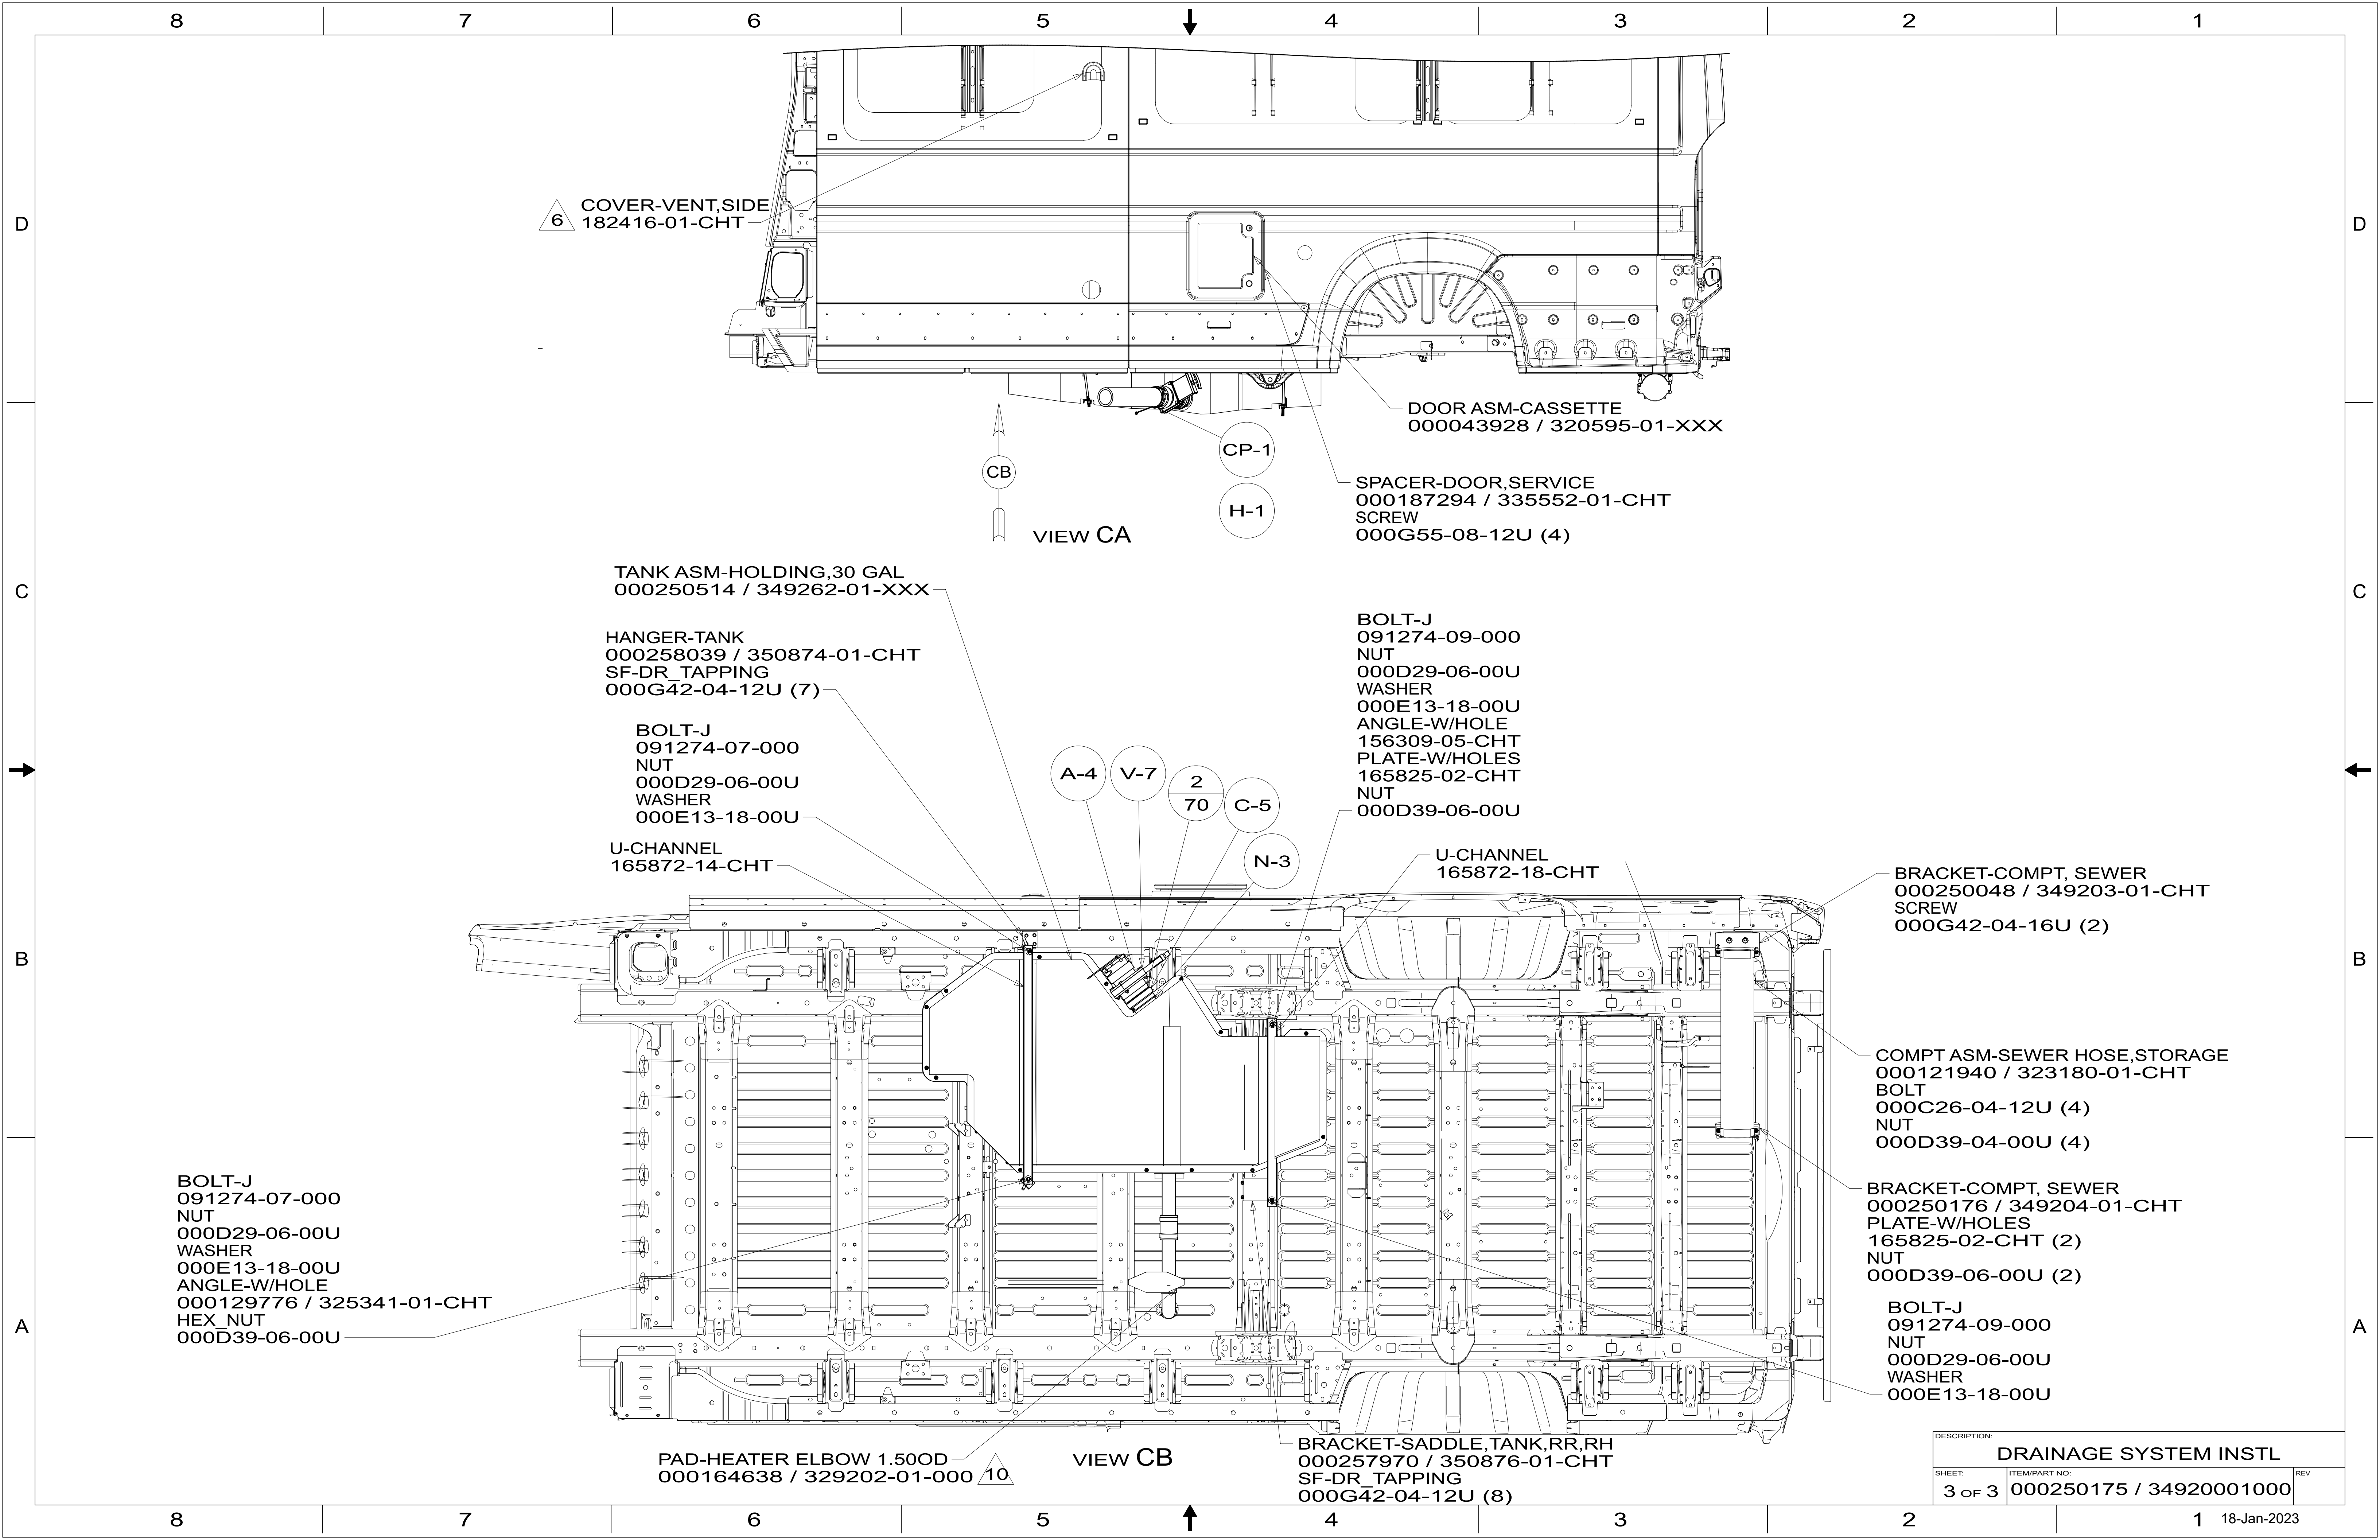 8 7 6 5 4 3 2 1
D
D
C
C
B
B
A
A
6
COVER-VENT,SIDE
182416-01-CHT
DOOR ASM-CASSETTE
000043928 / 320595-01-XXX
CP-1
CB
H-1
SPACER-DOOR,SERVICE
000187294 / 335552-01-CHT
SCREW
000G55-08-12U (4)
VIEW CA
TANK ASM-HOLDING,30 GAL
000250514 / 349262-01-XXX
HANGER-TANK
000258039 / 350874-01-CHT
SF-DR_TAPPING
000G42-04-12U (7)
BOLT-J
091274-07-000
NUT
000D29-06-00U
WASHER
000E13-18-00U
U-CHANNEL
165872-14-CHT
A-4
V-7
2
70
C-5
N-3
BOLT-J
091274-09-000
NUT
000D29-06-00U
WASHER
000E13-18-00U
ANGLE-W/HOLE
156309-05-CHT
PLATE-W/HOLES
165825-02-CHT
NUT
000D39-06-00U
U-CHANNEL
165872-18-CHT
BRACKET-COMPT, SEWER
000250048 / 349203-01-CHT
SCREW
000G42-04-16U (2)
COMPT ASM-SEWER HOSE,STORAGE
000121940 / 323180-01-CHT
BOLT
000C26-04-12U (4)
NUT
000D39-04-00U (4)
BRACKET-COMPT, SEWER
000250176 / 349204-01-CHT
PLATE-W/HOLES
165825-02-CHT (2)
NUT
000D39-06-00U (2)
BOLT-J
091274-09-000
NUT
000D29-06-00U
WASHER
000E13-18-00U
BOLT-J
091274-07-000
NUT
000D29-06-00U
WASHER
000E13-18-00U
ANGLE-W/HOLE
000129776 / 325341-01-CHT
HEX_NUT
000D39-06-00U
PAD-HEATER ELBOW 1.50OD
000164638 / 329202-01-000
10
VIEW CB
BRACKET-SADDLE,TANK,RR,RH
000257970 / 350876-01-CHT
SF-DR_TAPPING
000G42-04-12U (8)
DESCRIPTION:
DRAINAGE SYSTEM INSTL
SHEET:
3 OF 3
ITEM/PART NO:
000250175 / 34920001000
REV
8 7 6 5 4 3 2 1
18-Jan-2023